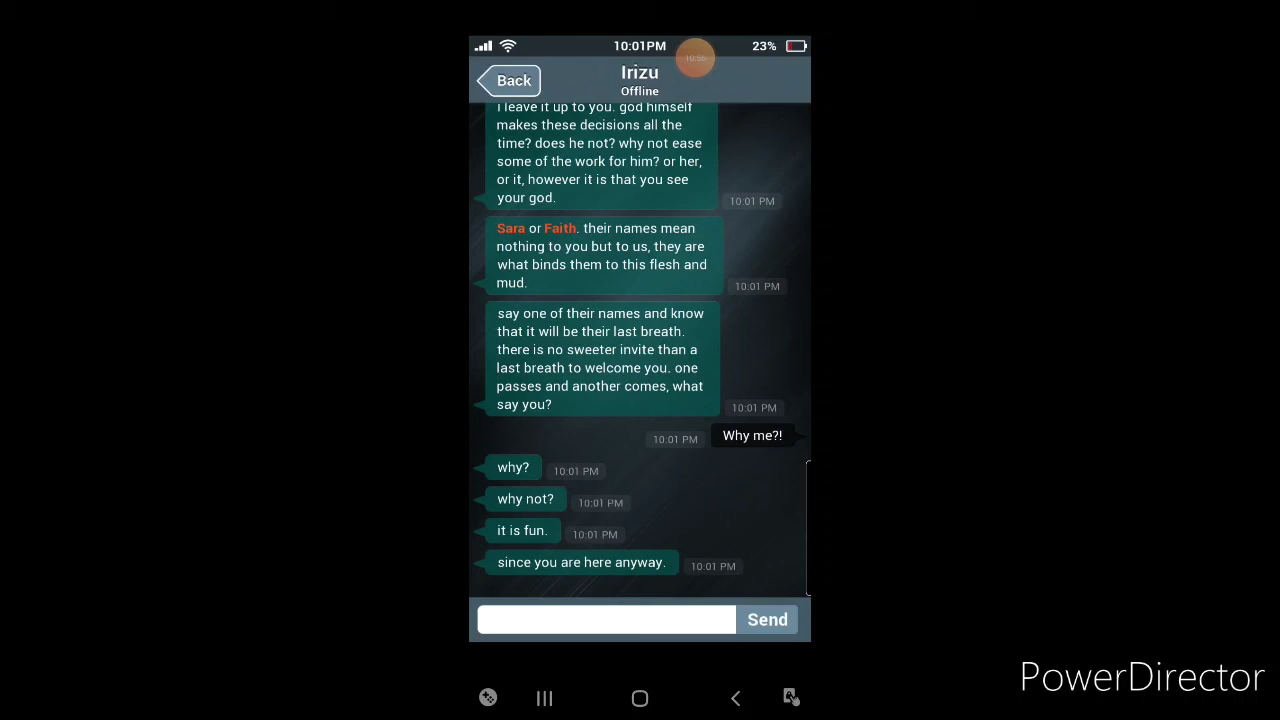 10:01PM
10:56
23%
Back
Irizu
Offline
I leave it up to you. god himself
makes these decisions all the
time? does he not? why not ease
some of the work for him? or her,
or it, however it is that you see
your god.
10:01 PM
Sara or Faith. their names mean
nothing to you but to us, they are
what binds them to this flesh and
mud.
10:01 PM
say one of their names and know
that it will be their last breath.
there is no sweeter invite than a
last breath to welcome you. one
passes and another comes, what
say you?
10:01 PM
10:01 PM Why me?!
why? 10:01 PM
why not? 10:01 PM
it is fun. 10:01 PM
since you are here anyway. 10:01 PM
Send
PowerDirector